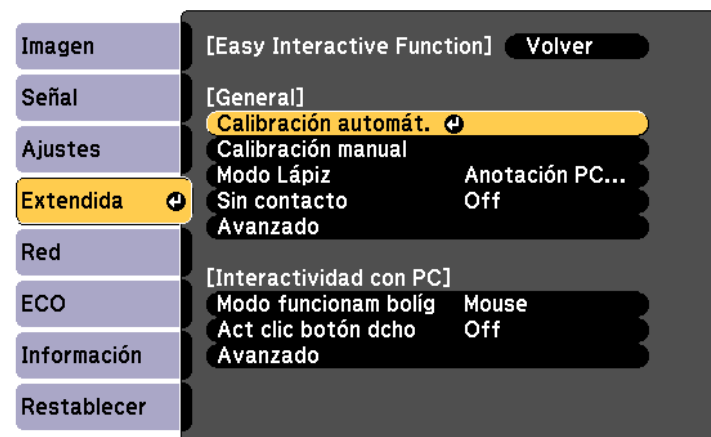 Imagen
Señal
Ajustes
Extendida
Red
ECO
Información
Restablecer
[Easy Interactive Function] Volver
[General]
Calibración automát.
Calibración manual
Modo Lápiz Anotación PC...
Sin contacto Off
Avanzado
[Interactividad con PC]
Modo funcionam bolíg Mouse
Act clic botón dcho Off
Avanzado